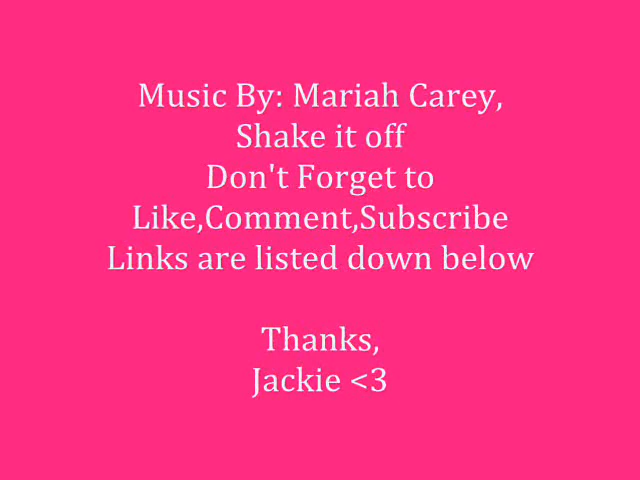 Music By: Mariah Carey,
Shake it off
Don't Forget to
Like,Comment,Subscribe
Links are listed down below
Thanks,
Jackie <3